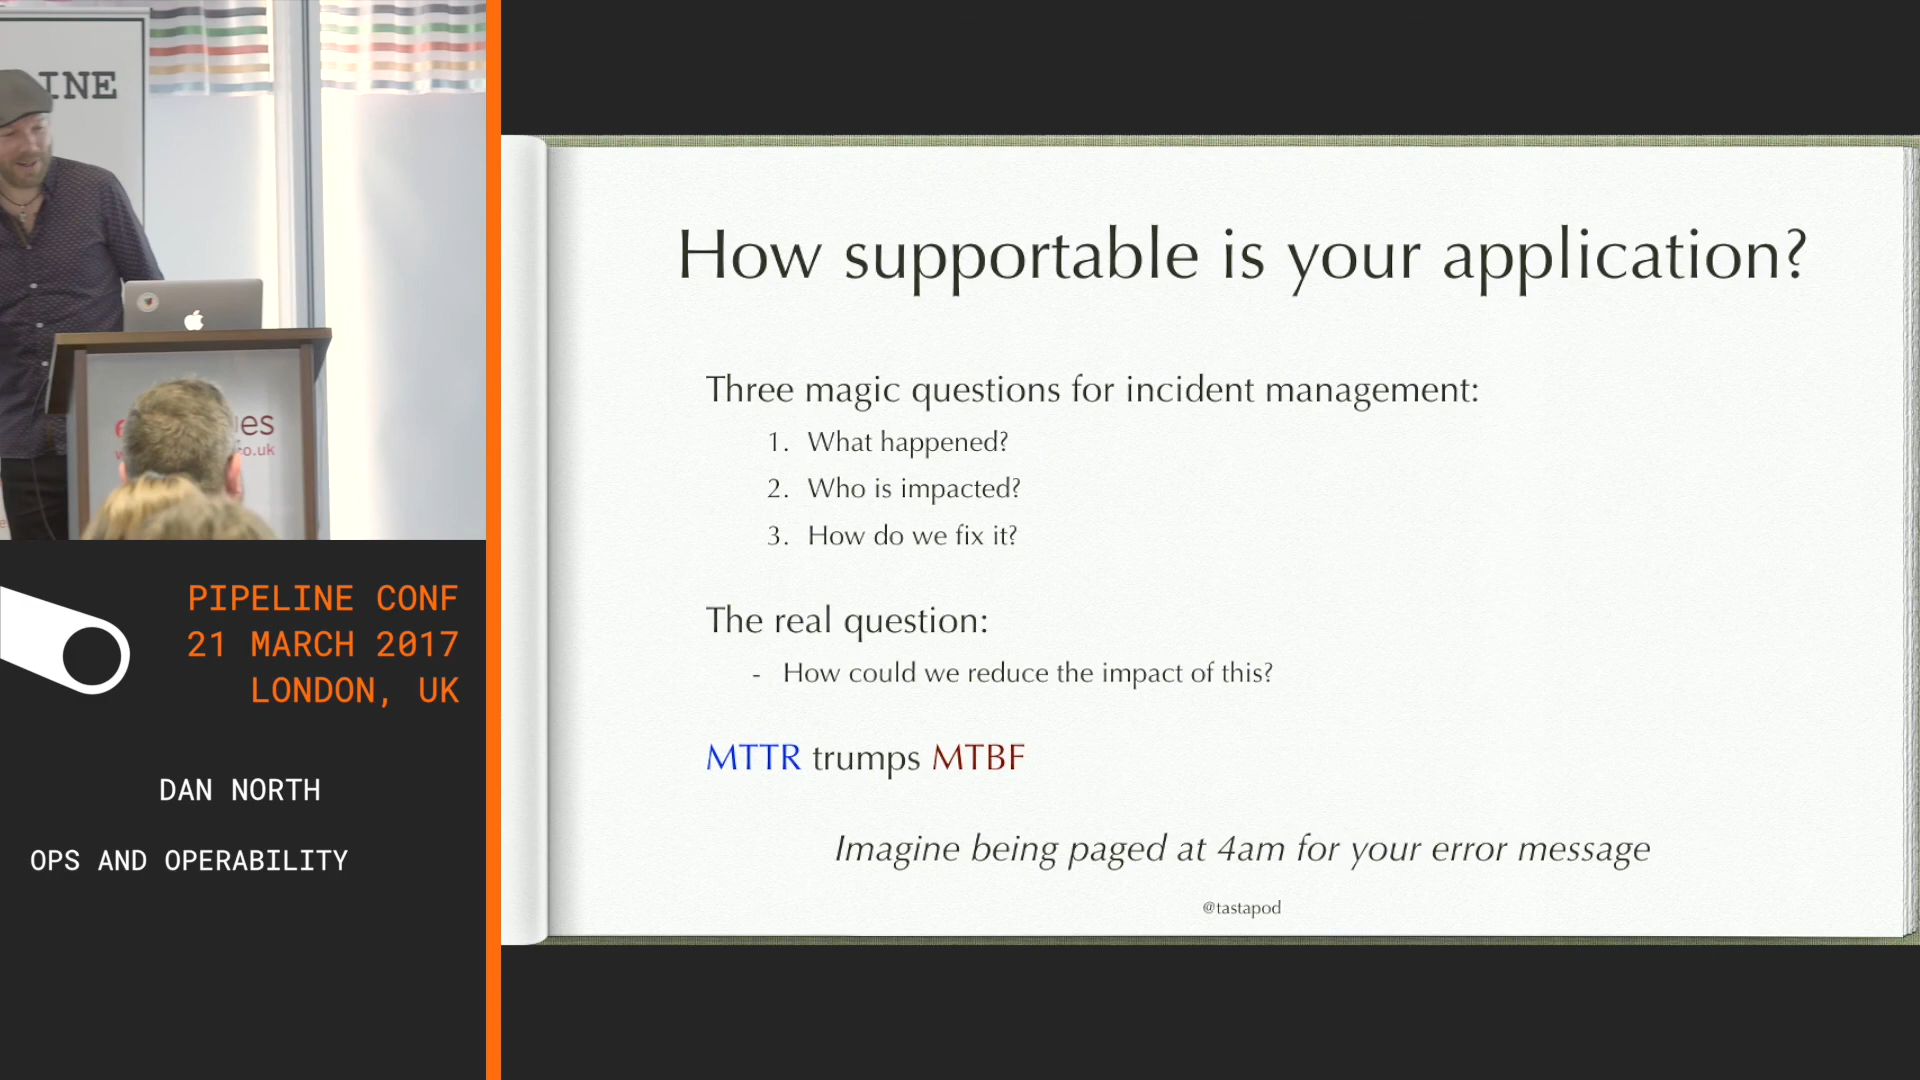 INE
ies
co.uk
PIPELINE CONF
21 MARCH 2017
LONDON, UK
DAN NORTH
OPS AND OPERABILITY
How supportable is your application?
Three magic questions for incident management:
1. What happened?
2. Who is impacted?
3. How do we fix it?
The real question:
- How could we reduce the impact of this?
MTTR trumps MTBF
Imagine being paged at 4am for your error message
@tastapod